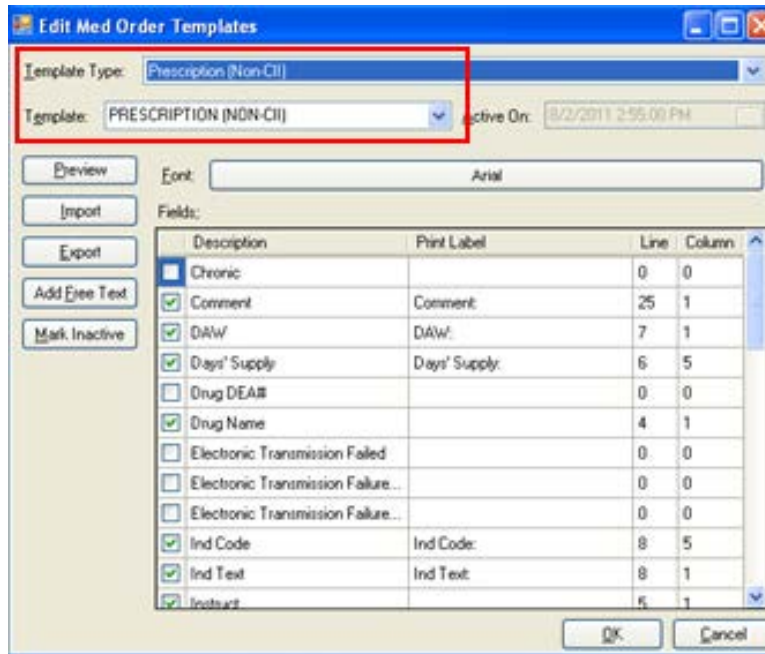 Edit Med Order Templates
Template Type: Prescription (Non-CII)
Template: PRESCRIPTION (NON-CII) Active On: 8/2/2011 2:55:00 PM
Preview Font: Arial
Import Fields:
Export
Add Free Text
Mark Inactive
Description Print Label Line Column
Chronic 0 0
Comment Comment: 25 1
DAW DAW: 7 1
Days' Supply Days' Supply: 6 5
Drug DEA# 0 0
Drug Name 4 1
Electronic Transmission Failed 0 0
Electronic Transmission Failure... 0 0
Electronic Transmission Failure... 0 0
Ind Code Ind Code: 8 5
Ind Text Ind Text: 8 1
Instruct 5 1
OK Cancel